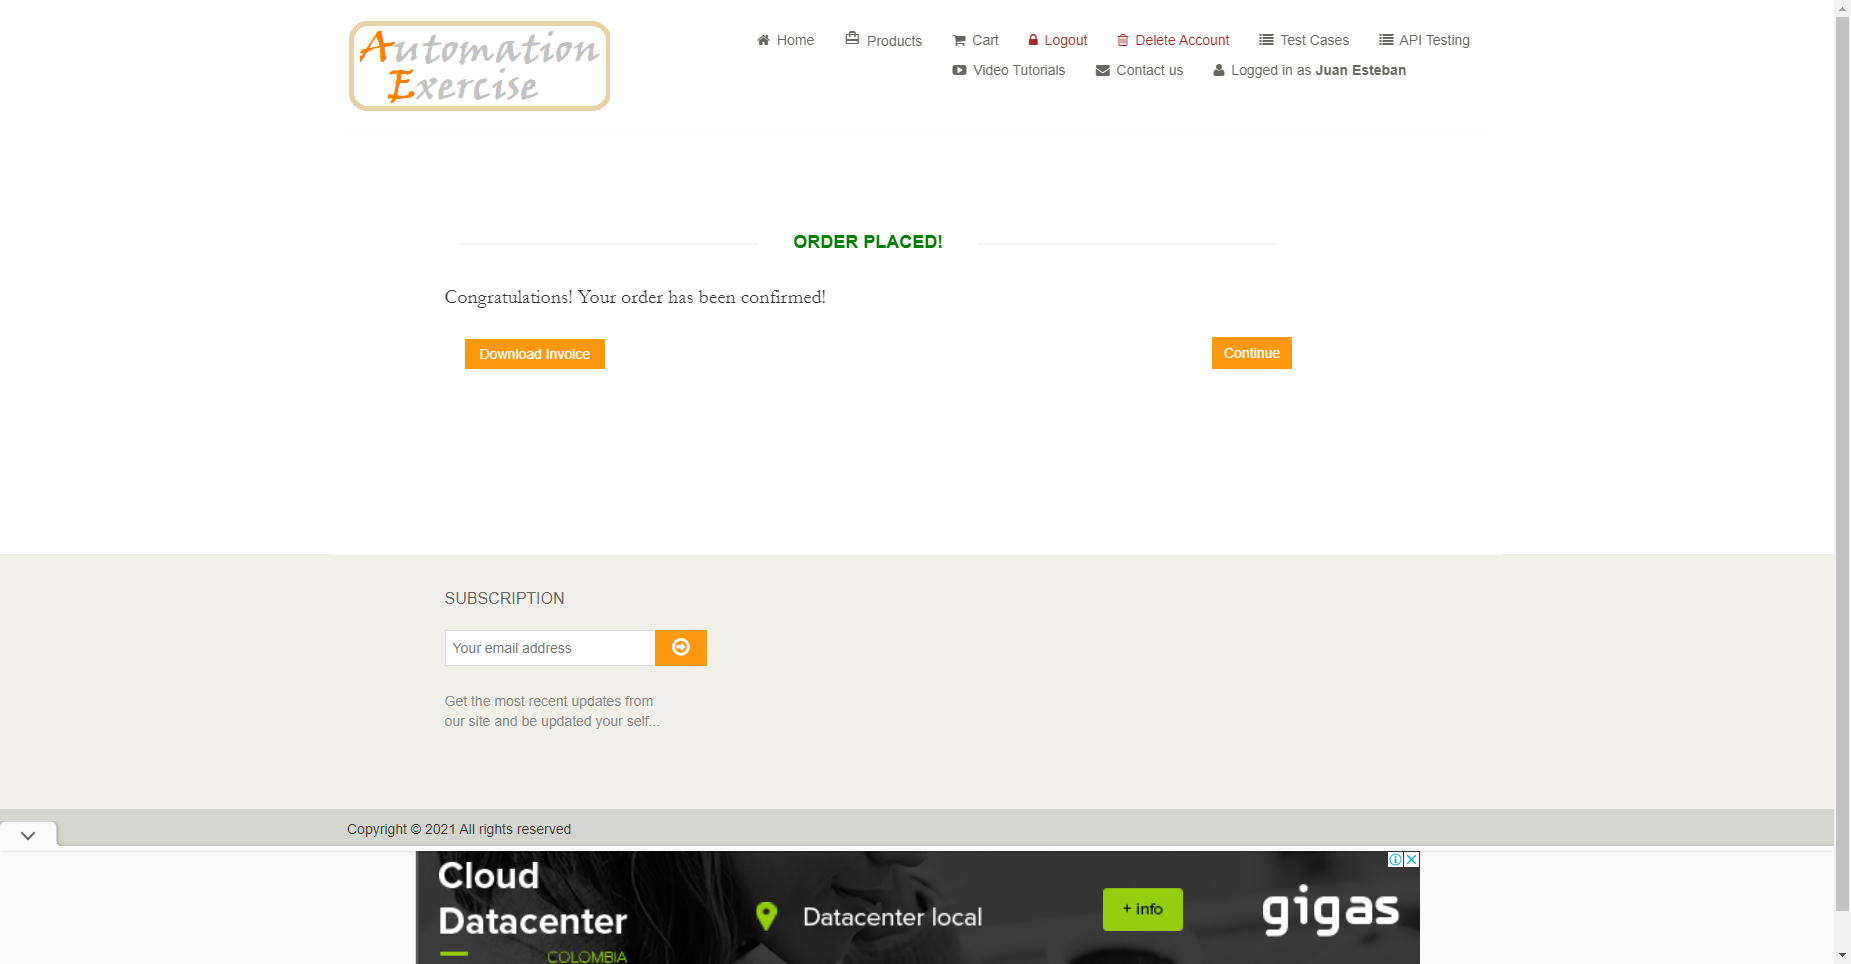 Automation
Exercise
Home
Products
Cart
Logout
Delete Account
Test Cases
API Testing
Video Tutorials
Contact us
Logged in as Juan Esteban
ORDER PLACED!
Congratulations! Your order has been confirmed!
Download Invoice
Continue
SUBSCRIPTION
Your email address
Get the most recent updates from
our site and be updated your self...
Copyright © 2021 All rights reserved
Cloud
Datacenter
COLOMBIA
Datacenter local
+ info
gigas